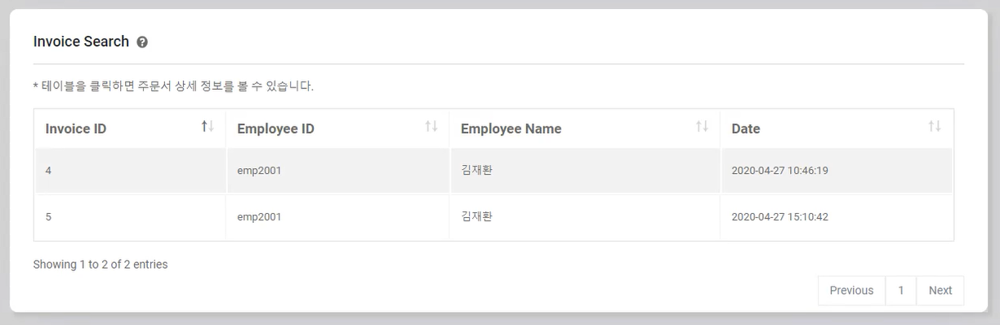 Invoice Search ?
* 테이블을 클릭하면 주문서 상세 정보를 볼 수 있습니다.
Invoice ID Employee ID Employee Name Date
4 emp2001 김재환 2020-04-27 10:46:19
5 emp2001 김재환 2020-04-27 15:10:42
Showing 1 to 2 of 2 entries
Previous 1 Next